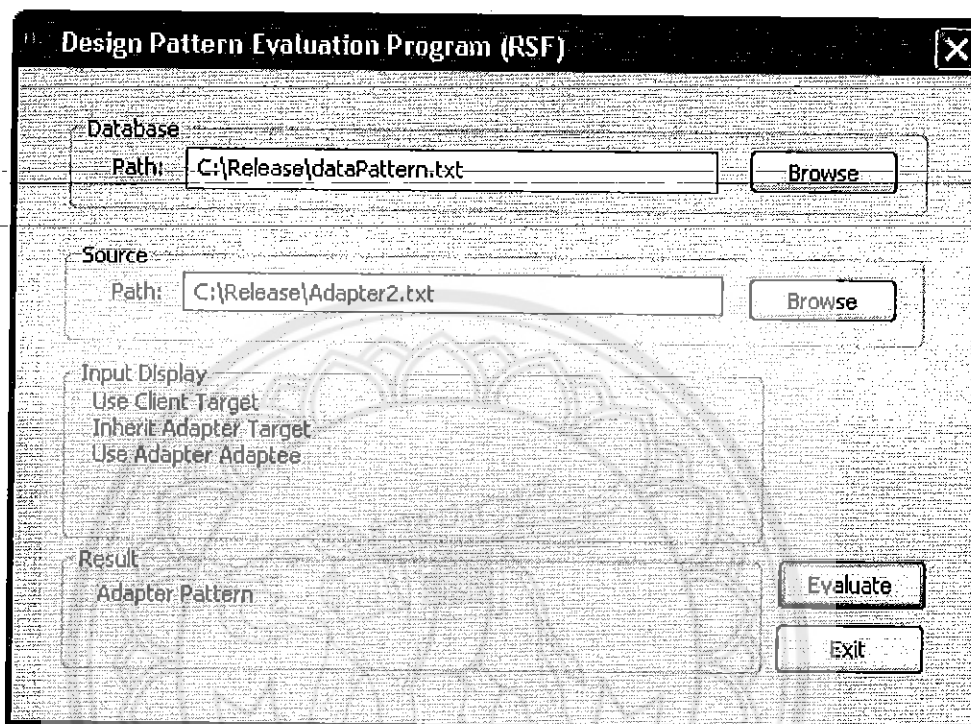 Design Pattern Evaluation Program (RSF)
Database
Path: C:\Release\dataPattern.txt Browse
Source
Path: C:\Release\Adapter2.txt Browse
Input Display
Use Client Target
Inherit Adapter Target
Use Adapter Adaptee
Result
Adapter Pattern
Evaluate
Exit